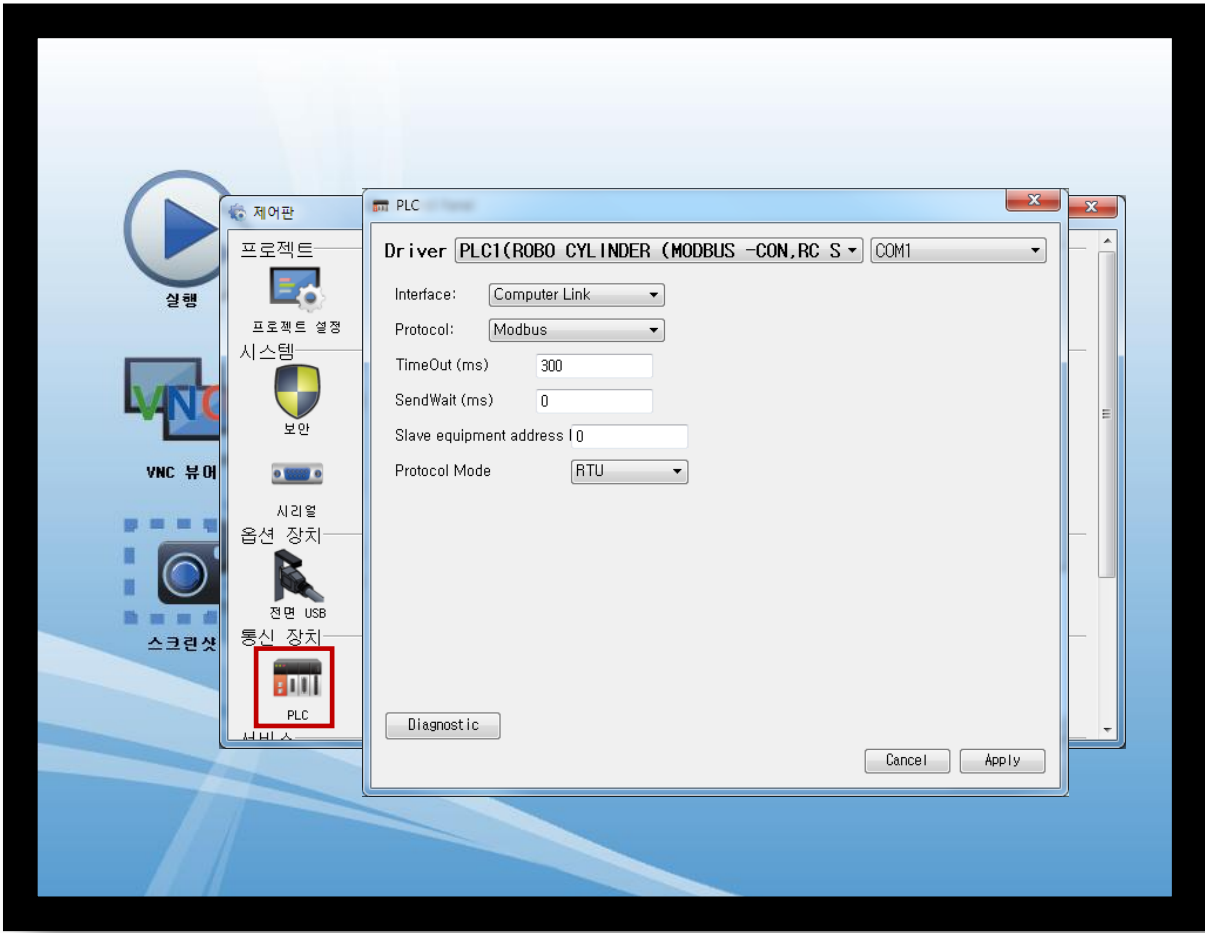 실행
VNC 뷰어
스크린샷
제어판
프로젝트
프로젝트 설정
시스템
보안
시리얼
옵션 장치
전면 USB
통신 장치
PLC
서비스
PLC
Driver PLC1(ROBO CYLINDER (MODBUS -CON,RC S COM1
Interface: Computer Link
Protocol: Modbus
TimeOut (ms) 300
SendWait (ms) 0
Slave equipment address 0
Protocol Mode RTU
Diagnostic
Cancel Apply